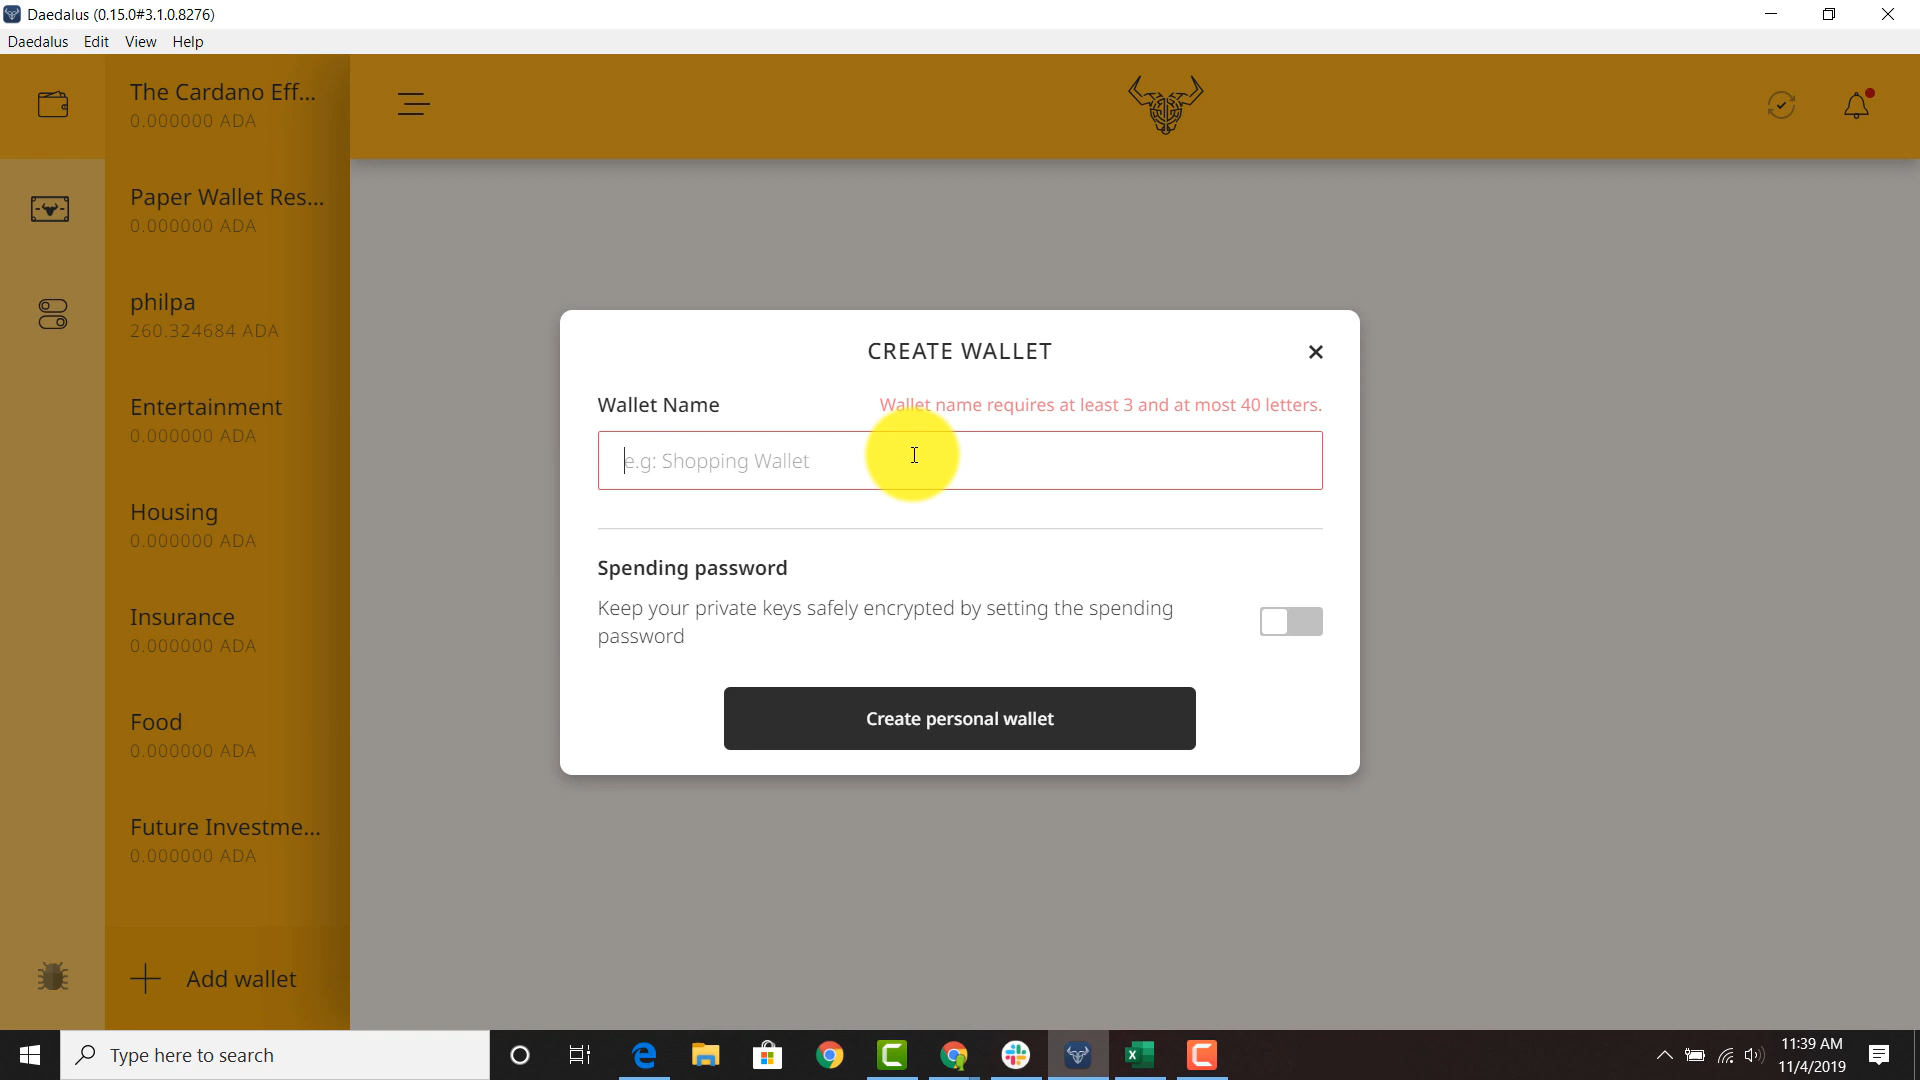 Daedalus (0.15.0#3.1.0.8276)
Daedalus Edit View Help
The Cardano Eff...
0.000000 ADA
Paper Wallet Res...
0.000000 ADA
philpa
260.324684 ADA
Entertainment
0.000000 ADA
Housing
0.000000 ADA
Insurance
0.000000 ADA
Food
0.000000 ADA
Future Investme...
0.000000 ADA
Add wallet
CREATE WALLET
Wallet Name
Wallet name requires at least 3 and at most 40 letters.
e.g: Shopping Wallet
Spending password
Keep your private keys safely encrypted by setting the spending
password
Create personal wallet
Type here to search
11:39 AM
11/4/2019